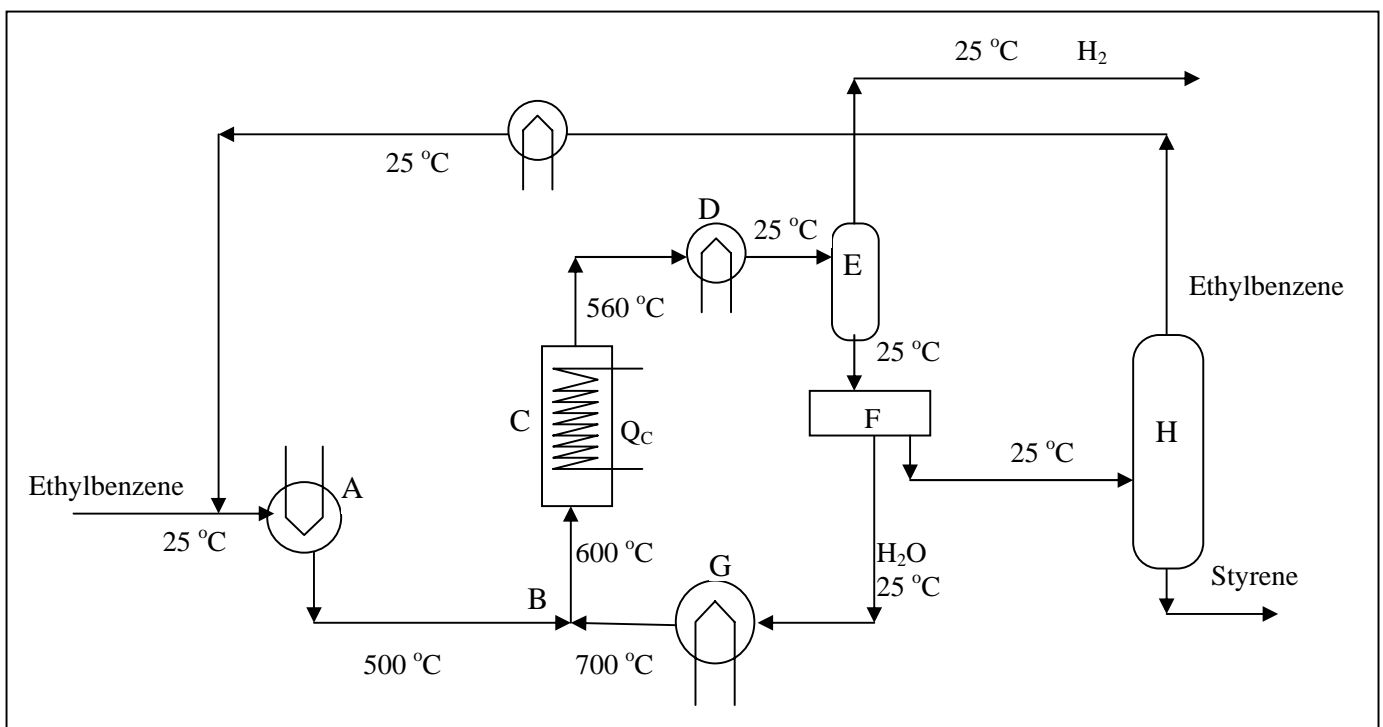 25 °C H₂
25 °C
D
25 °C
E
Ethylbenzene
560 °C
25 °C
F
H
C
Q_C
25 °C
Ethylbenzene
A
25 °C
600 °C
H₂O
G
25 °C
Styrene
B
500 °C
700 °C